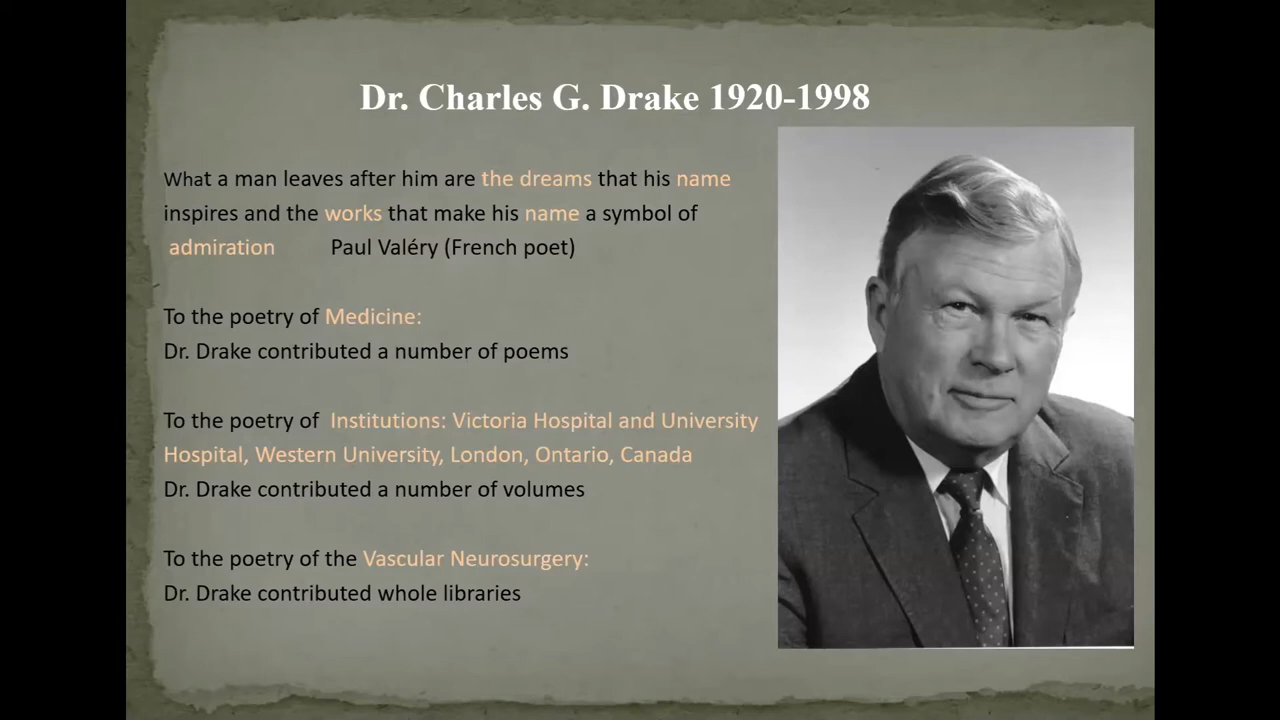 Dr. Charles G. Drake 1920-1998
What a man leaves after him are the dreams that his name
inspires and the works that make his name a symbol of
admiration Paul Valéry (French poet)
To the poetry of Medicine:
Dr. Drake contributed a number of poems
To the poetry of Institutions: Victoria Hospital and University
Hospital, Western University, London, Ontario, Canada
Dr. Drake contributed a number of volumes
To the poetry of the Vascular Neurosurgery:
Dr. Drake contributed whole libraries